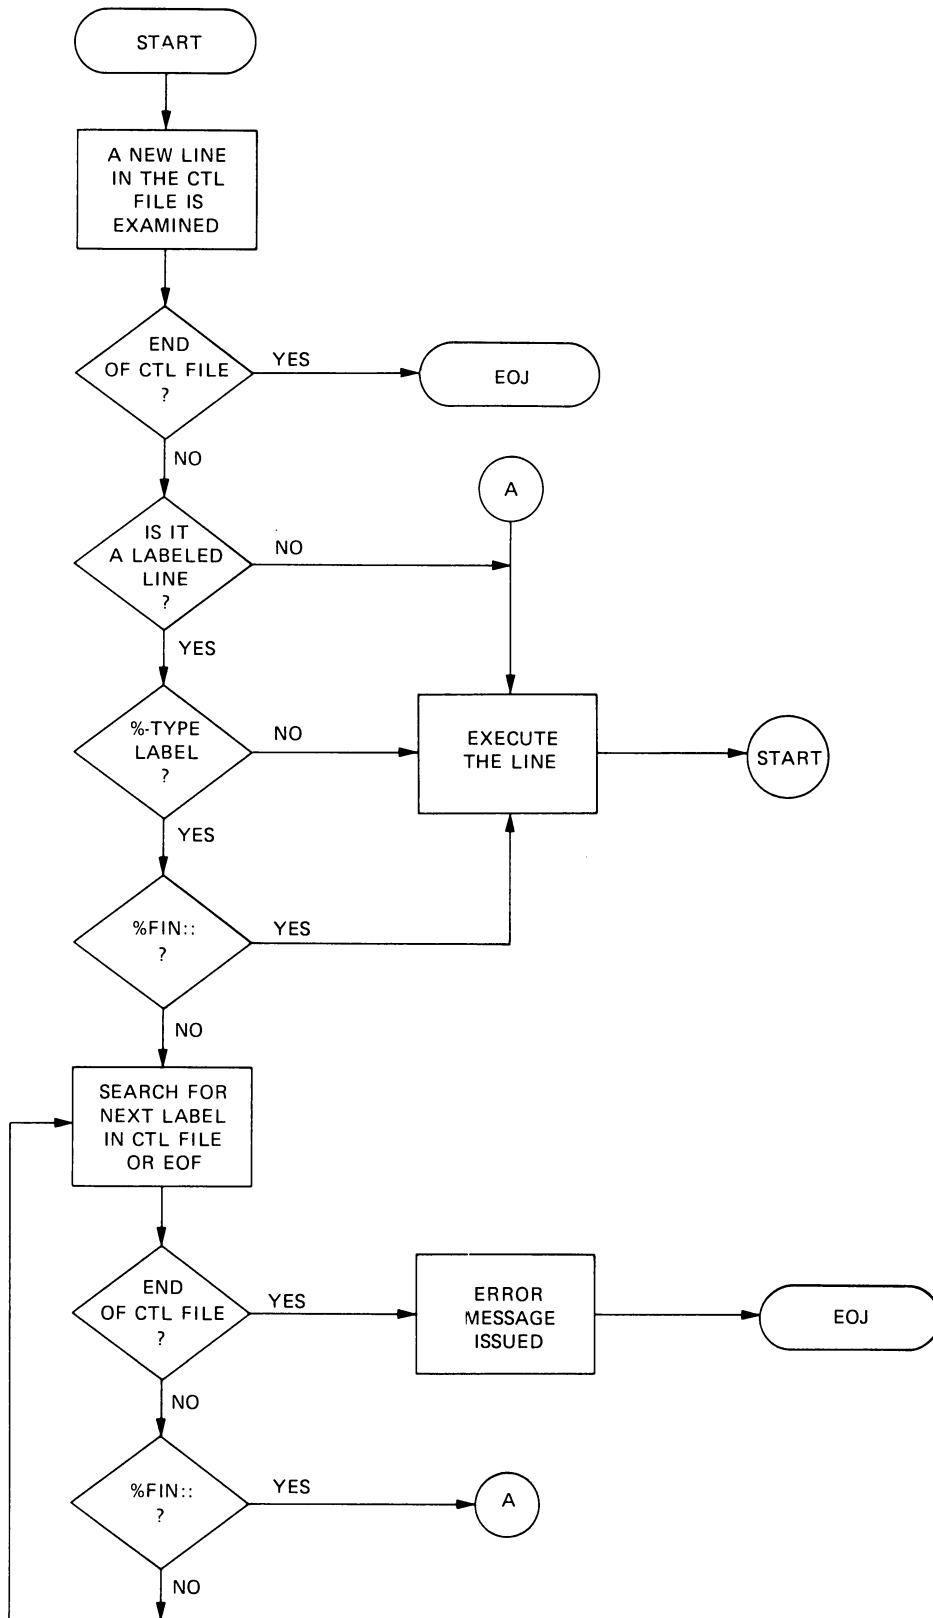 START
A NEW LINE
IN THE CTL
FILE IS
EXAMINED
END
OF CTL FILE
?
YES
EOJ
NO
A
IS IT
A LABELED
LINE
?
NO
YES
%-TYPE
LABEL
?
NO
EXECUTE
THE LINE
START
YES
%FIN::
?
YES
NO
SEARCH FOR
NEXT LABEL
IN CTL FILE
OR EOF
END
OF CTL FILE
?
YES
ERROR
MESSAGE
ISSUED
EOJ
NO
%FIN::
?
YES
A
NO